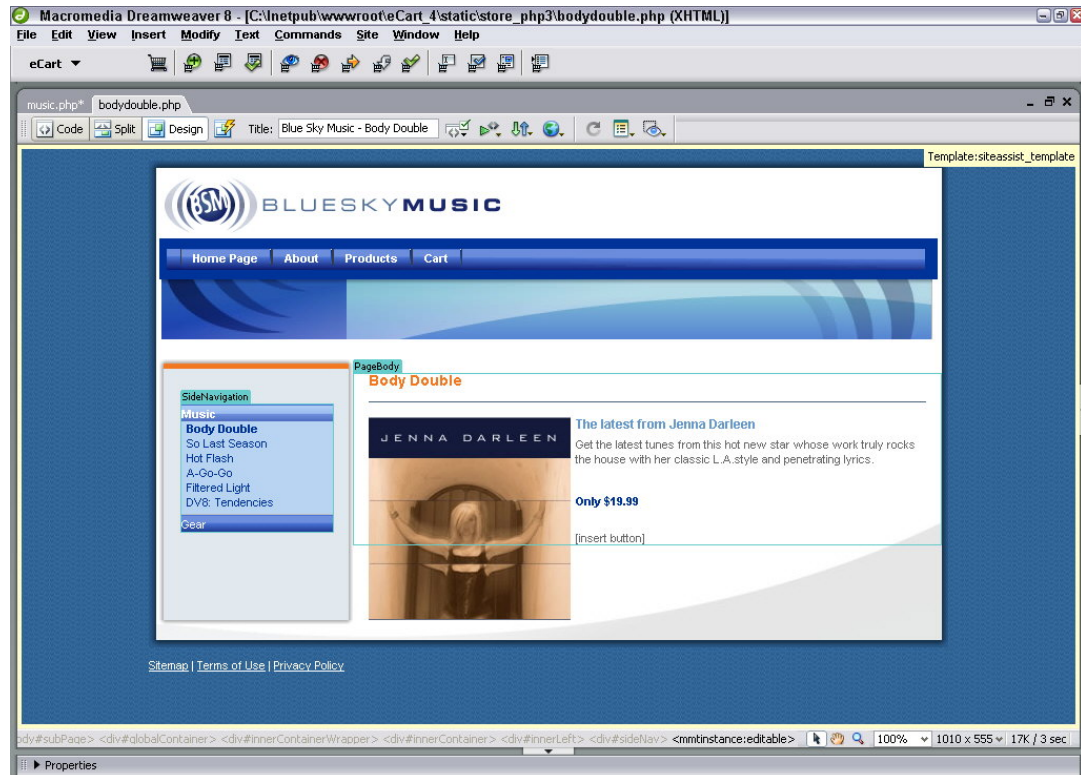 Macromedia Dreamweaver 8 - [C:\Inetpub\wwwroot\eCart_4\static\store_php3\bodydouble.php (XHTML)]
File Edit View Insert Modify Text Commands Site Window Help
eCart
music.php* bodydouble.php
Code Split Design Title: Blue Sky Music - Body Double
Template:siteassist_template
BSM BLUESKYMUSIC
Home Page About Products Cart
PageBody
Body Double
SideNavigation
Music
Body Double
So Last Season
Hot Flash
A-Go-Go
Filtered Light
DV8: Tendencies
Gear
JENNA DARLEEN
The latest from Jenna Darleen
Get the latest tunes from this hot new star whose work truly rocks
the house with her classic L.A.style and penetrating lyrics.
Only $19.99
[insert button]
Sitemap | Terms of Use | Privacy Policy
ody#subPage> <div#globalContainer> <div#innerContainerWrapper> <div#innerContainer> <div#innerLeft> <div#sideNav> <mmtinstance:editable> 100% 1010 x 555 17K / 3 sec
Properties